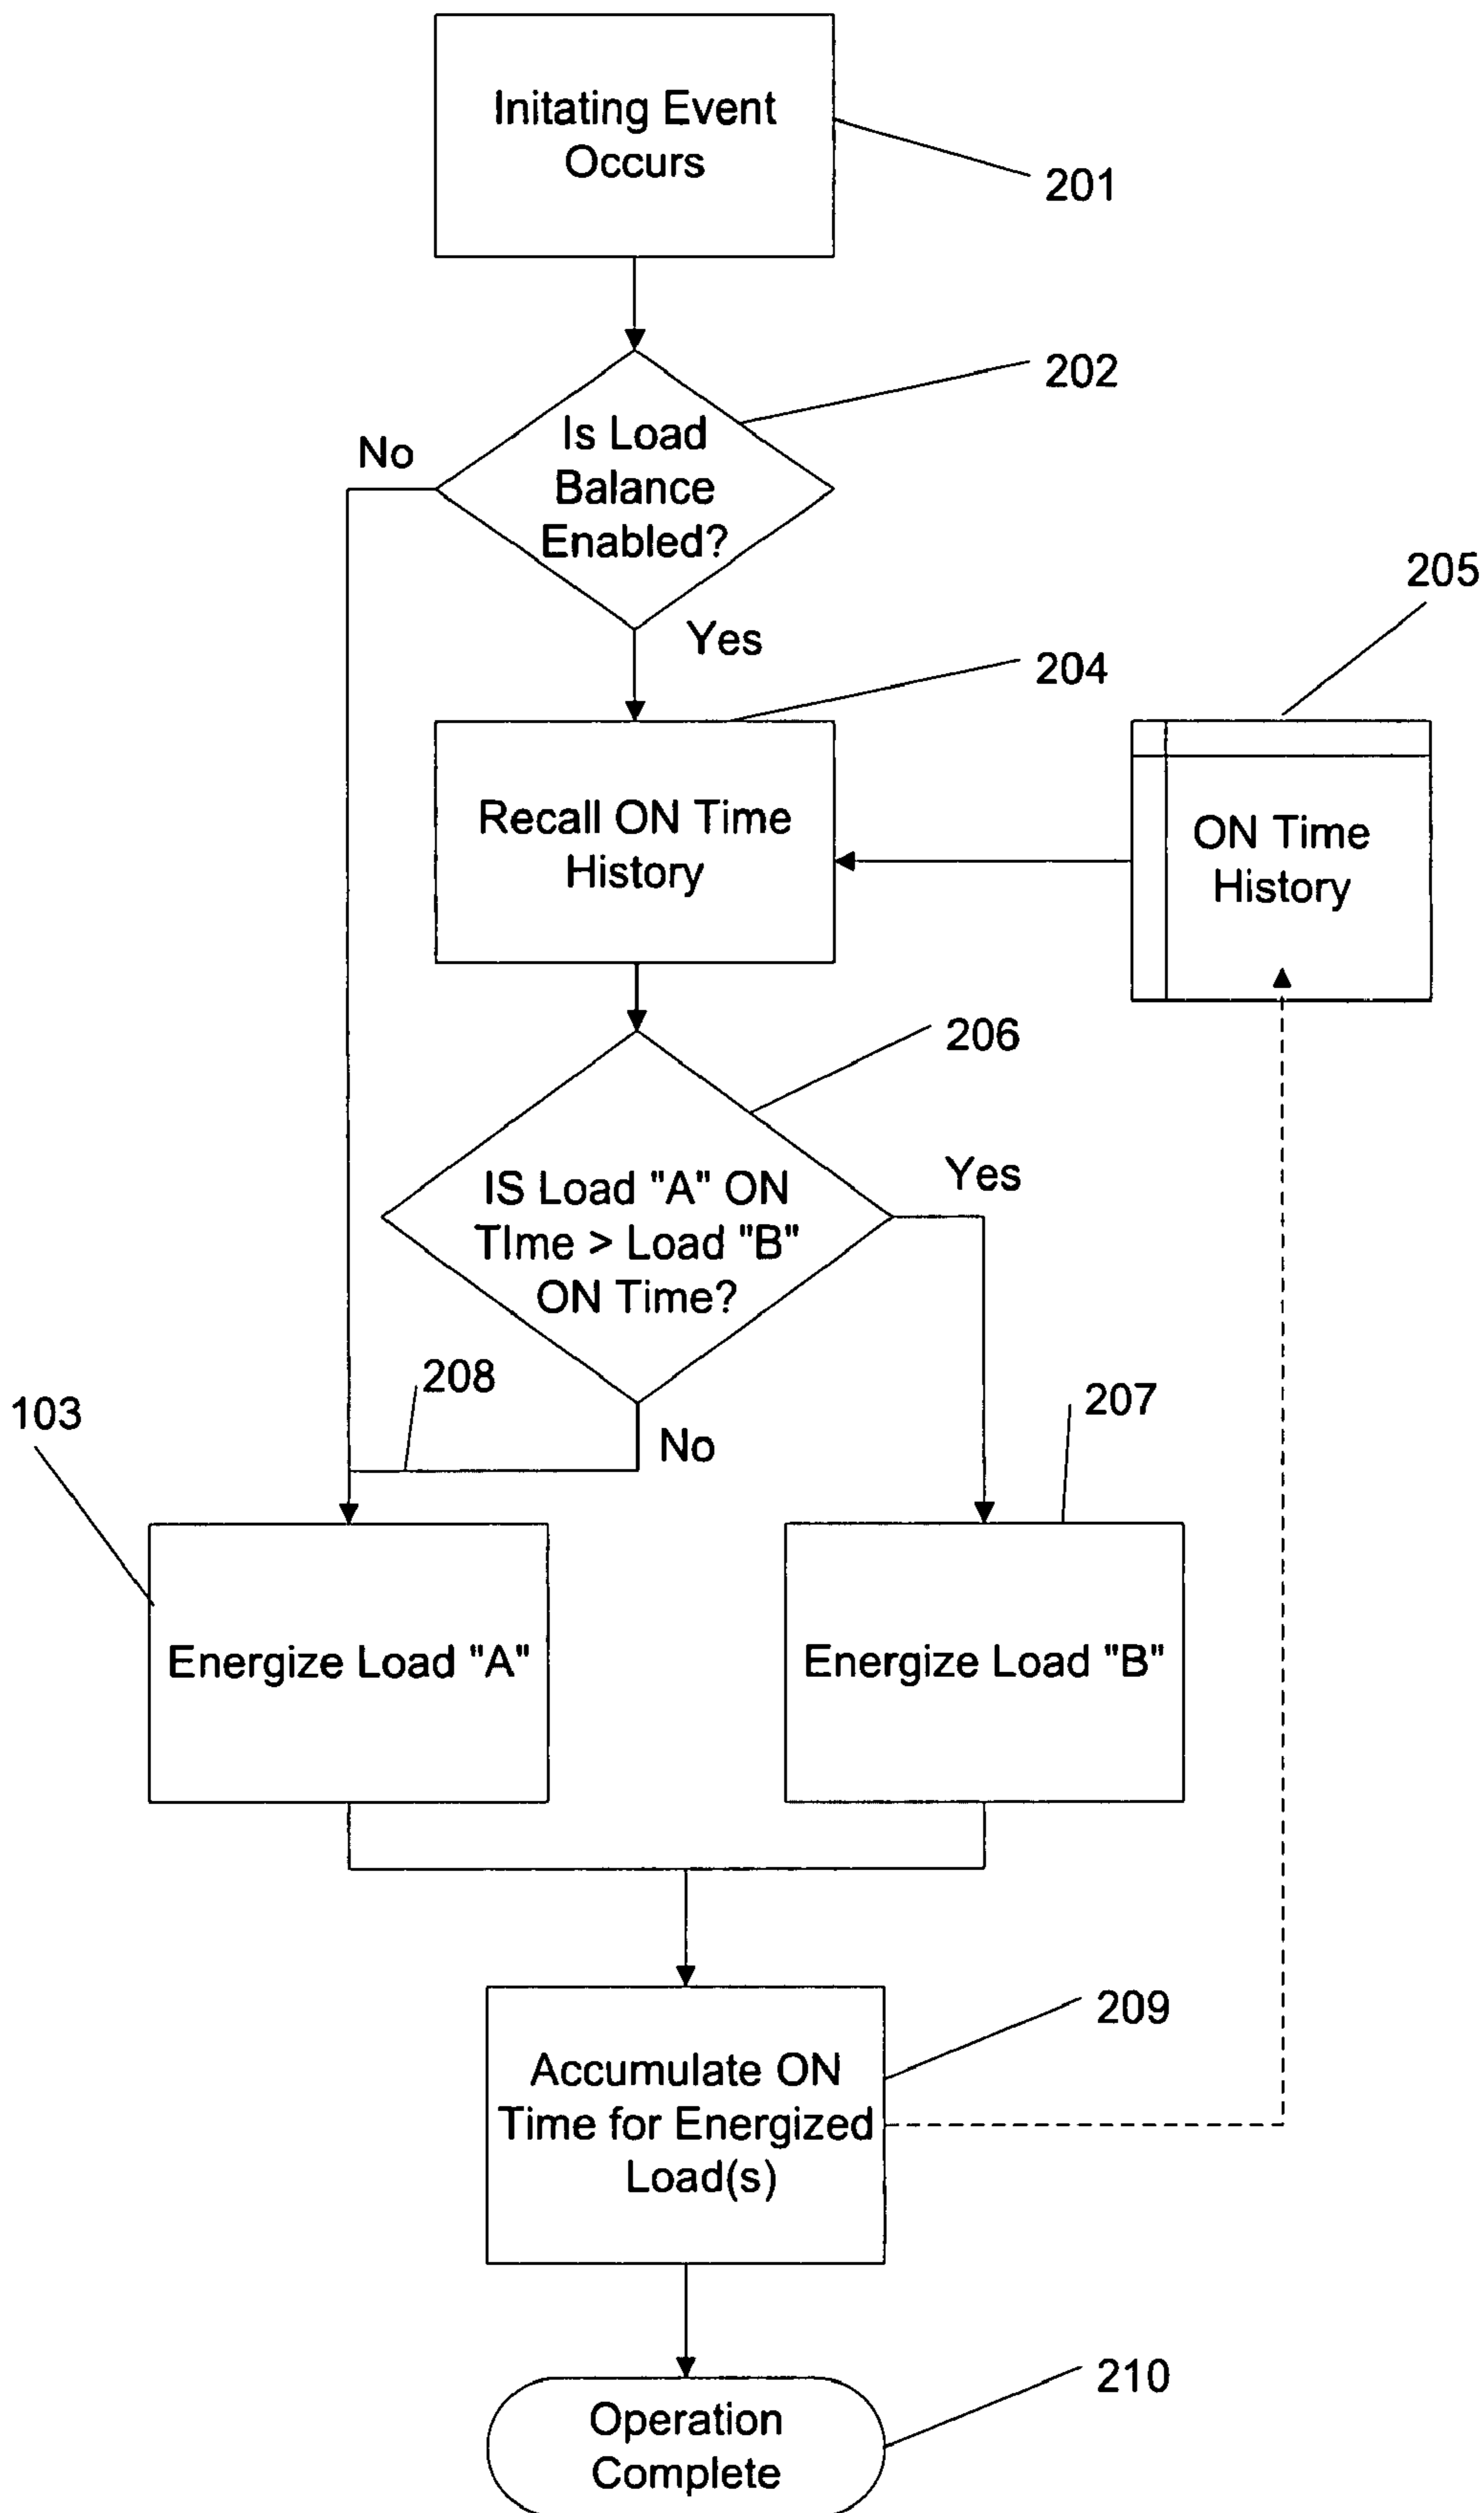 Initating Event
Occurs
201
202
Is Load
Balance
Enabled?
No
Yes
205
204
Recall ON Time
History
ON Time
History
206
IS Load "A" ON
TIme > Load "B"
ON Time?
Yes
208
No
103
207
Energize Load "A"
Energize Load "B"
209
Accumulate ON
Time for Energized
Load(s)
210
Operation
Complete